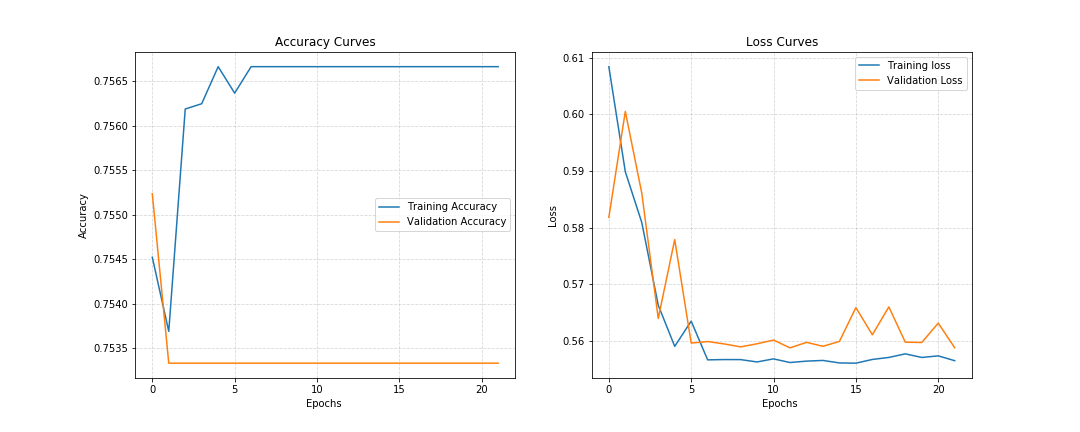 Accuracy Curves
0.7565
0.7560
0.7555
0.7550
0.7545
0.7540
0.7535
Accuracy
Training Accuracy
Validation Accuracy
0 5 10 15 20
Epochs
Loss Curves
0.61
0.60
0.59
0.58
0.57
0.56
Loss
Training loss
Validation Loss
0 5 10 15 20
Epochs